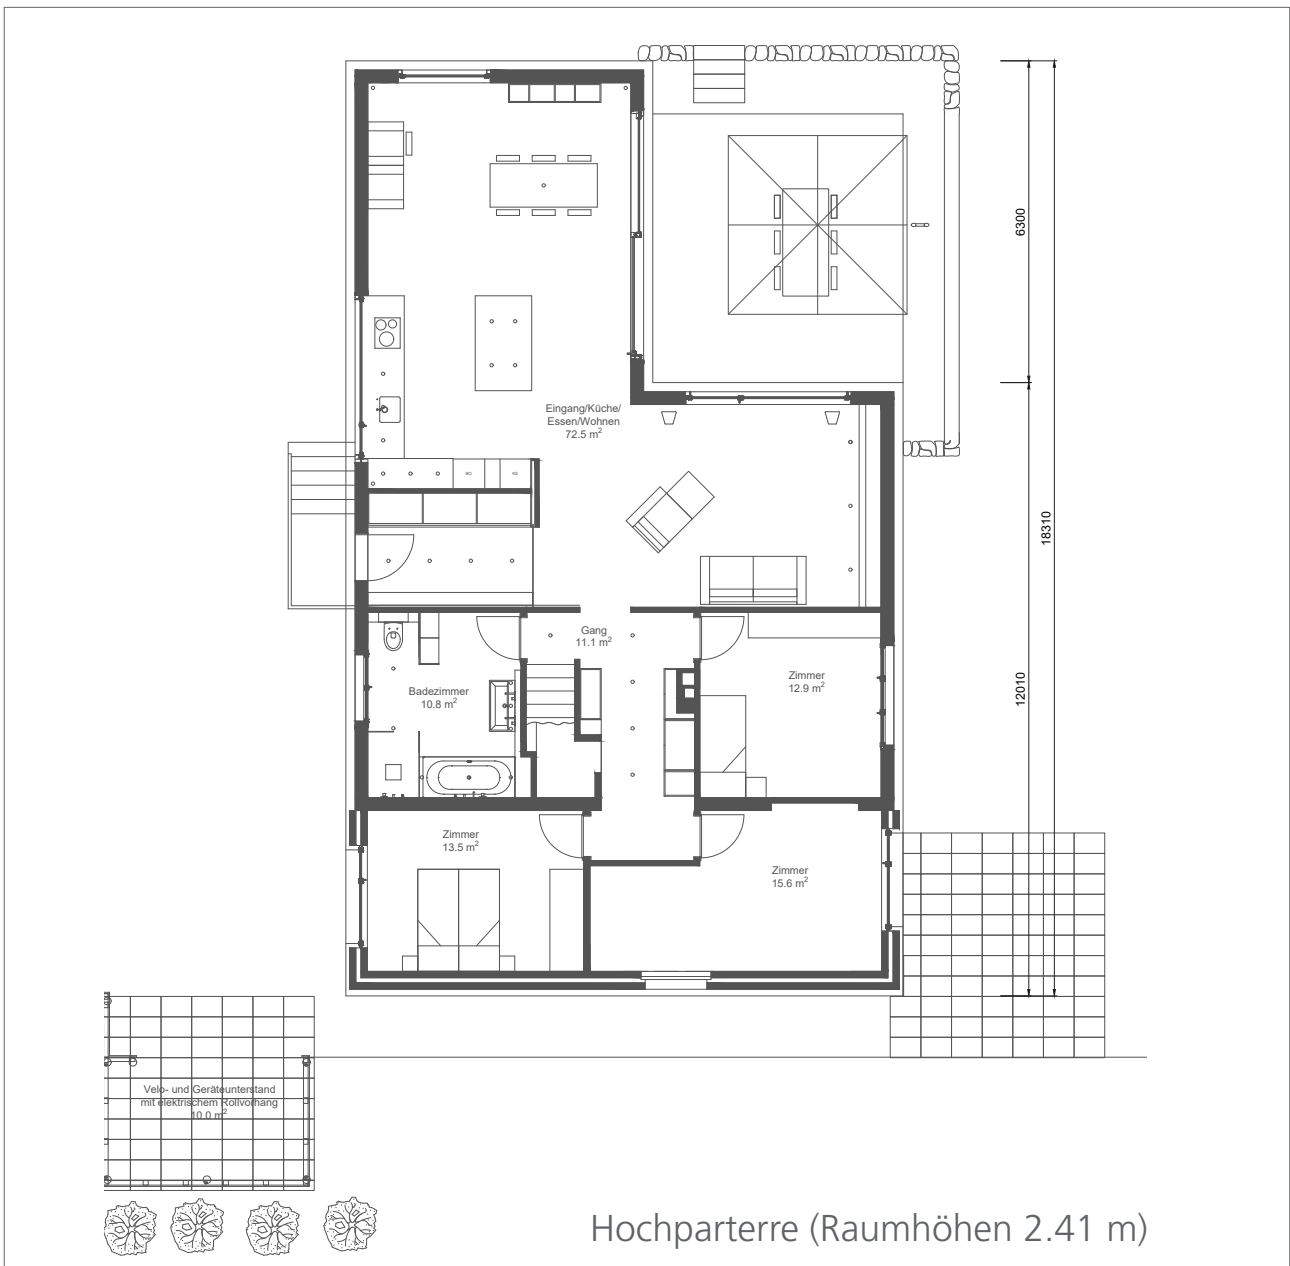 6300
Eingang/Küche/
Essen/Wohnen
72.5 m²
18310
Gang
11.1 m²
Zimmer
12.9 m²
Badezimmer
10.8 m²
12010
Zimmer
13.5 m²
Zimmer
15.6 m²
Velo- und Geräteunterstand
mit elektrischem Rollvorhang
10.0 m²
Hochparterre (Raumhöhen 2.41 m)